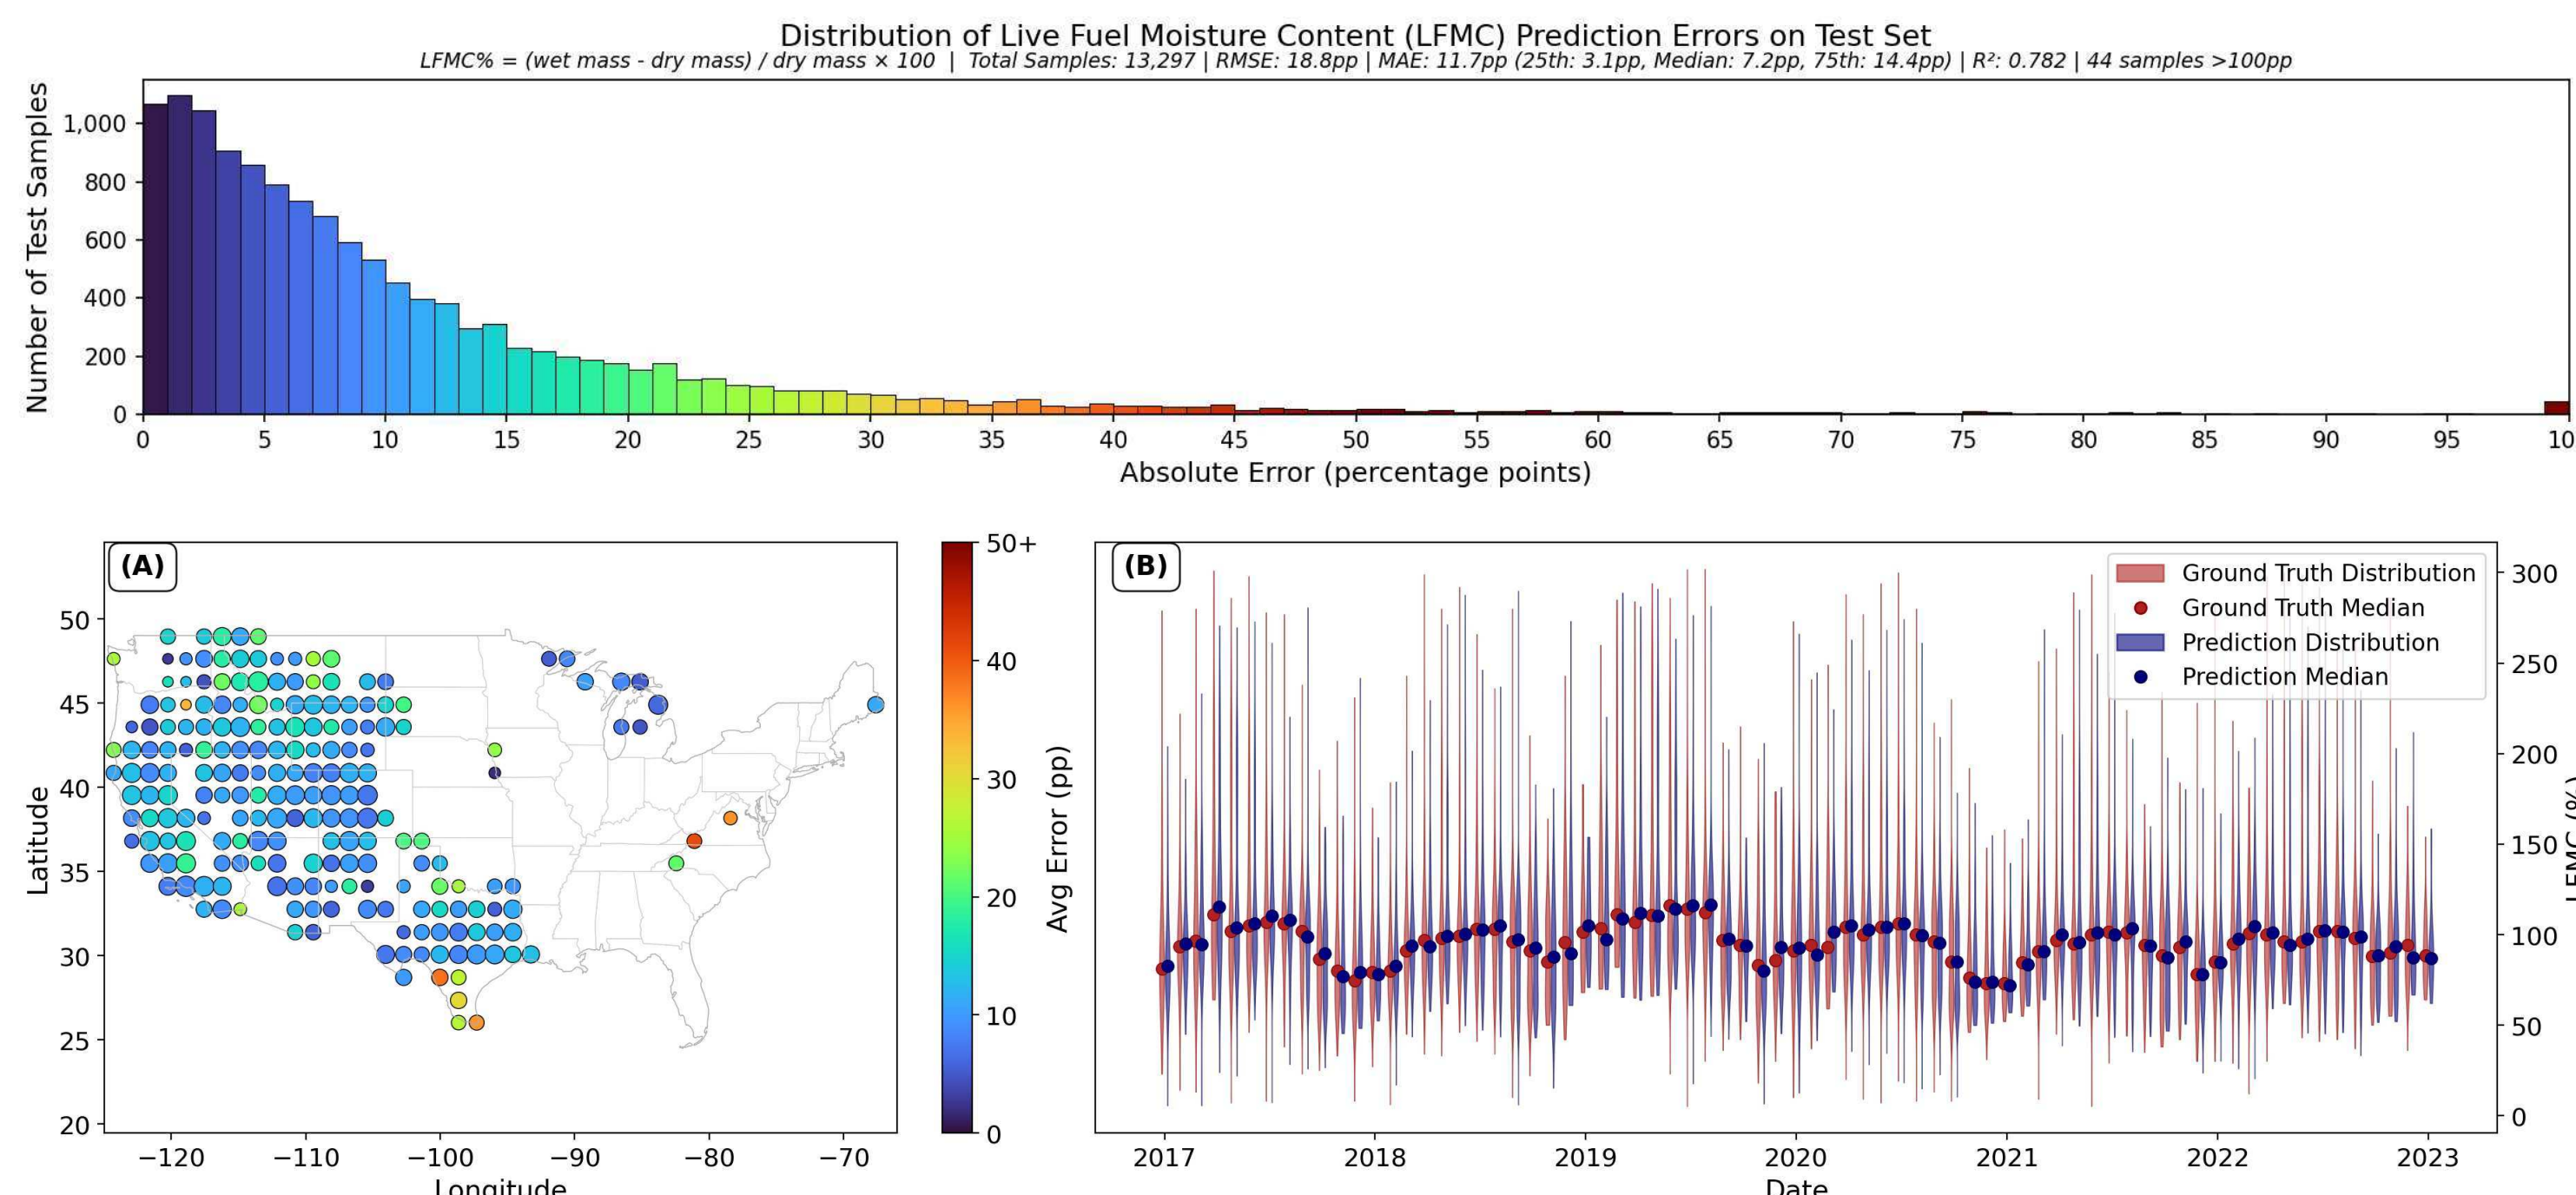 Distribution of Live Fuel Moisture Content (LFMC) Prediction Errors on Test Set
LFMC% = (wet mass - dry mass) / dry mass × 100 | Total Samples: 13,297 | RMSE: 18.8pp | MAE: 11.7pp (25th: 3.1pp, Median: 7.2pp, 75th: 14.4pp) | R²: 0.782 | 44 samples >100pp
Number of Test Samples
1,000
800
600
400
200
0
0 5 10 15 20 25 30 35 40 45 50 55 60 65 70 75 80 85 90 95 10
Absolute Error (percentage points)
(A)
Latitude
50
45
40
35
30
25
20
−120 −110 −100 −90 −80 −70
Longitude
50+
40
30
20
10
0
Avg Error (pp)
(B)
Ground Truth Distribution
Ground Truth Median
Prediction Distribution
Prediction Median
300
250
200
150
100
50
0
LFMC (%)
2017 2018 2019 2020 2021 2022 2023
Date